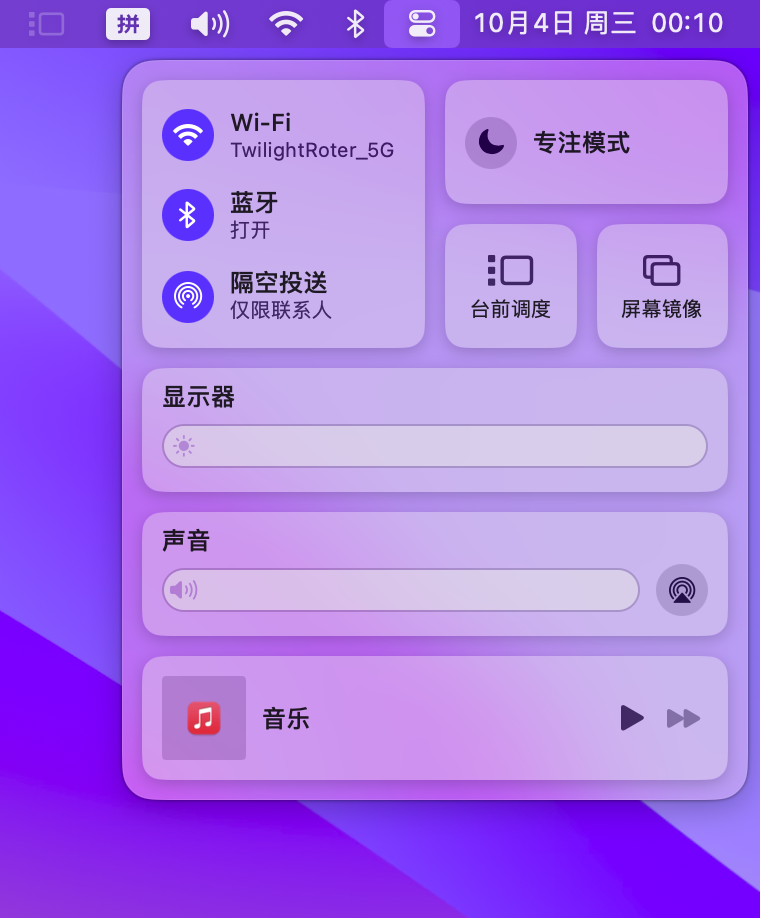 拼
10月4日 周三 00:10
Wi-Fi
TwilightRoter_5G
蓝牙
打开
隔空投送
仅限联系人
专注模式
台前调度
屏幕镜像
显示器
声音
音乐